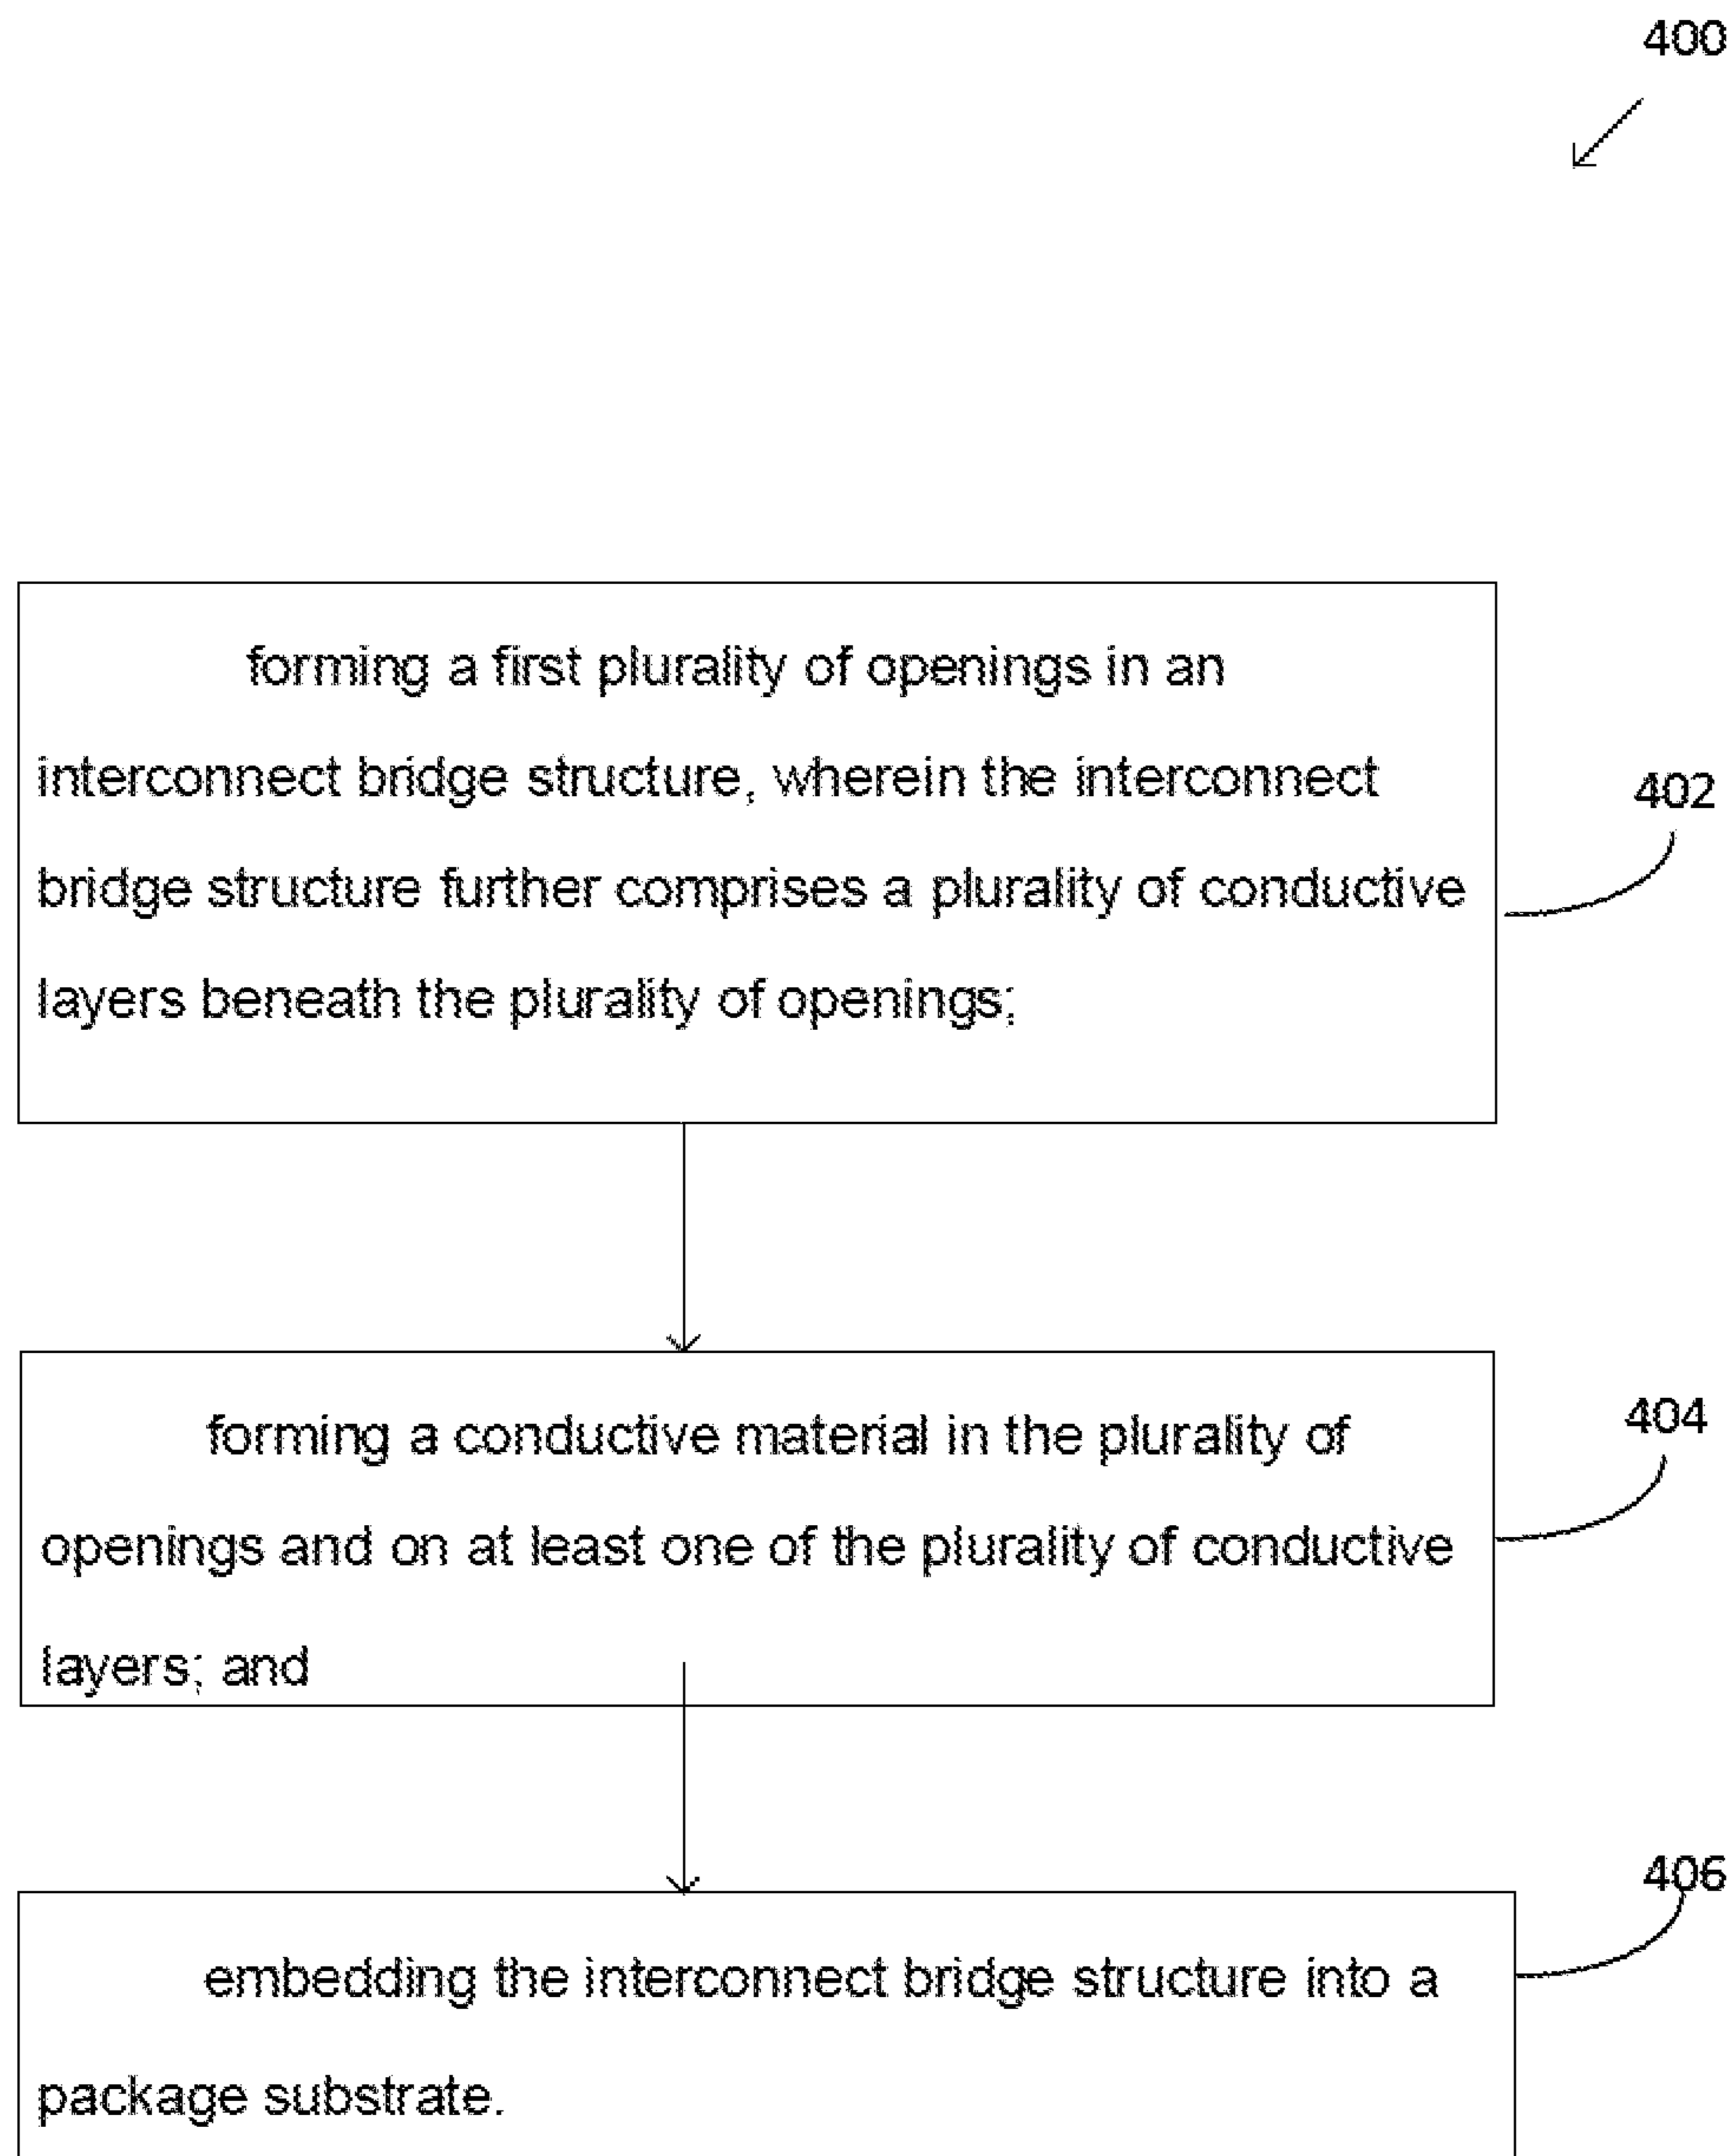 400
forming a first plurality of openings in an
interconnect bridge structure, wherein the interconnect
bridge structure further comprises a plurality of conductive
layers beneath the plurality of openings;
402
forming a conductive material in the plurality of
openings and on at least one of the plurality of conductive
layers; and
404
embedding the interconnect bridge structure into a
package substrate.
406